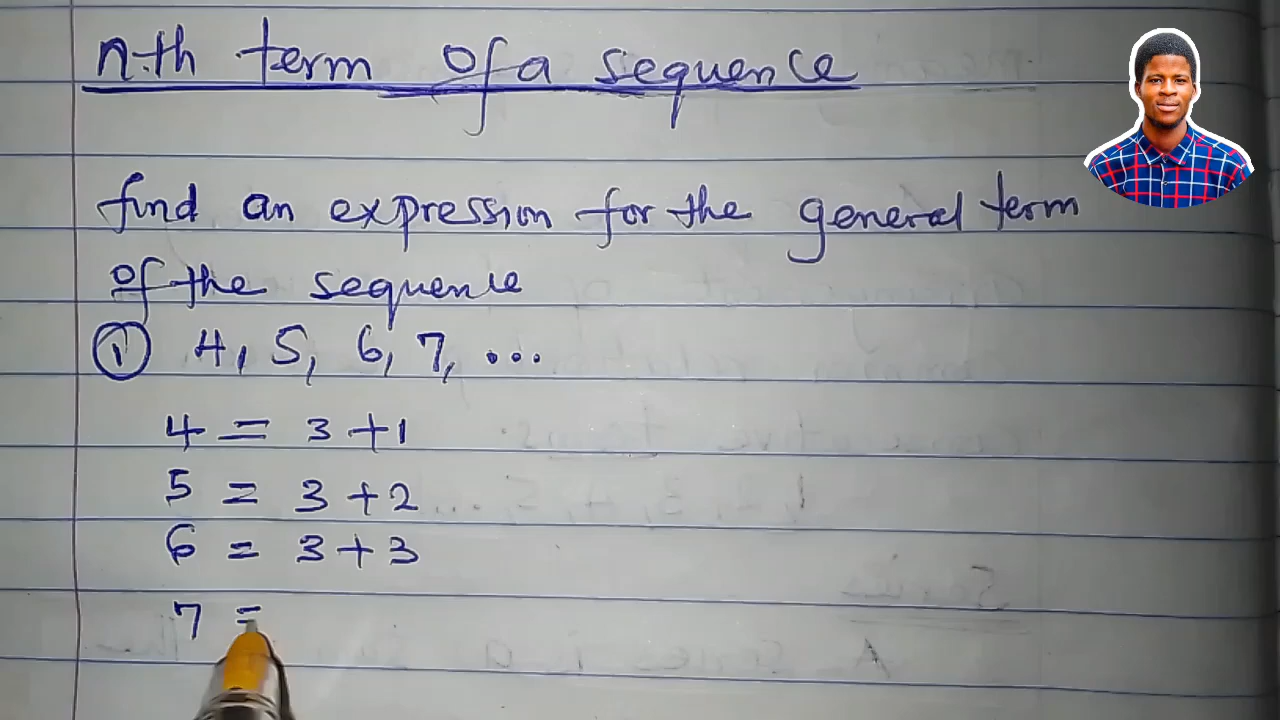 n.th term of a sequence
find an expression for the general term
of the sequence
① 4, 5, 6, 7, ...
4 = 3 + 1
5 = 3 + 2
6 = 3 + 3
7 =